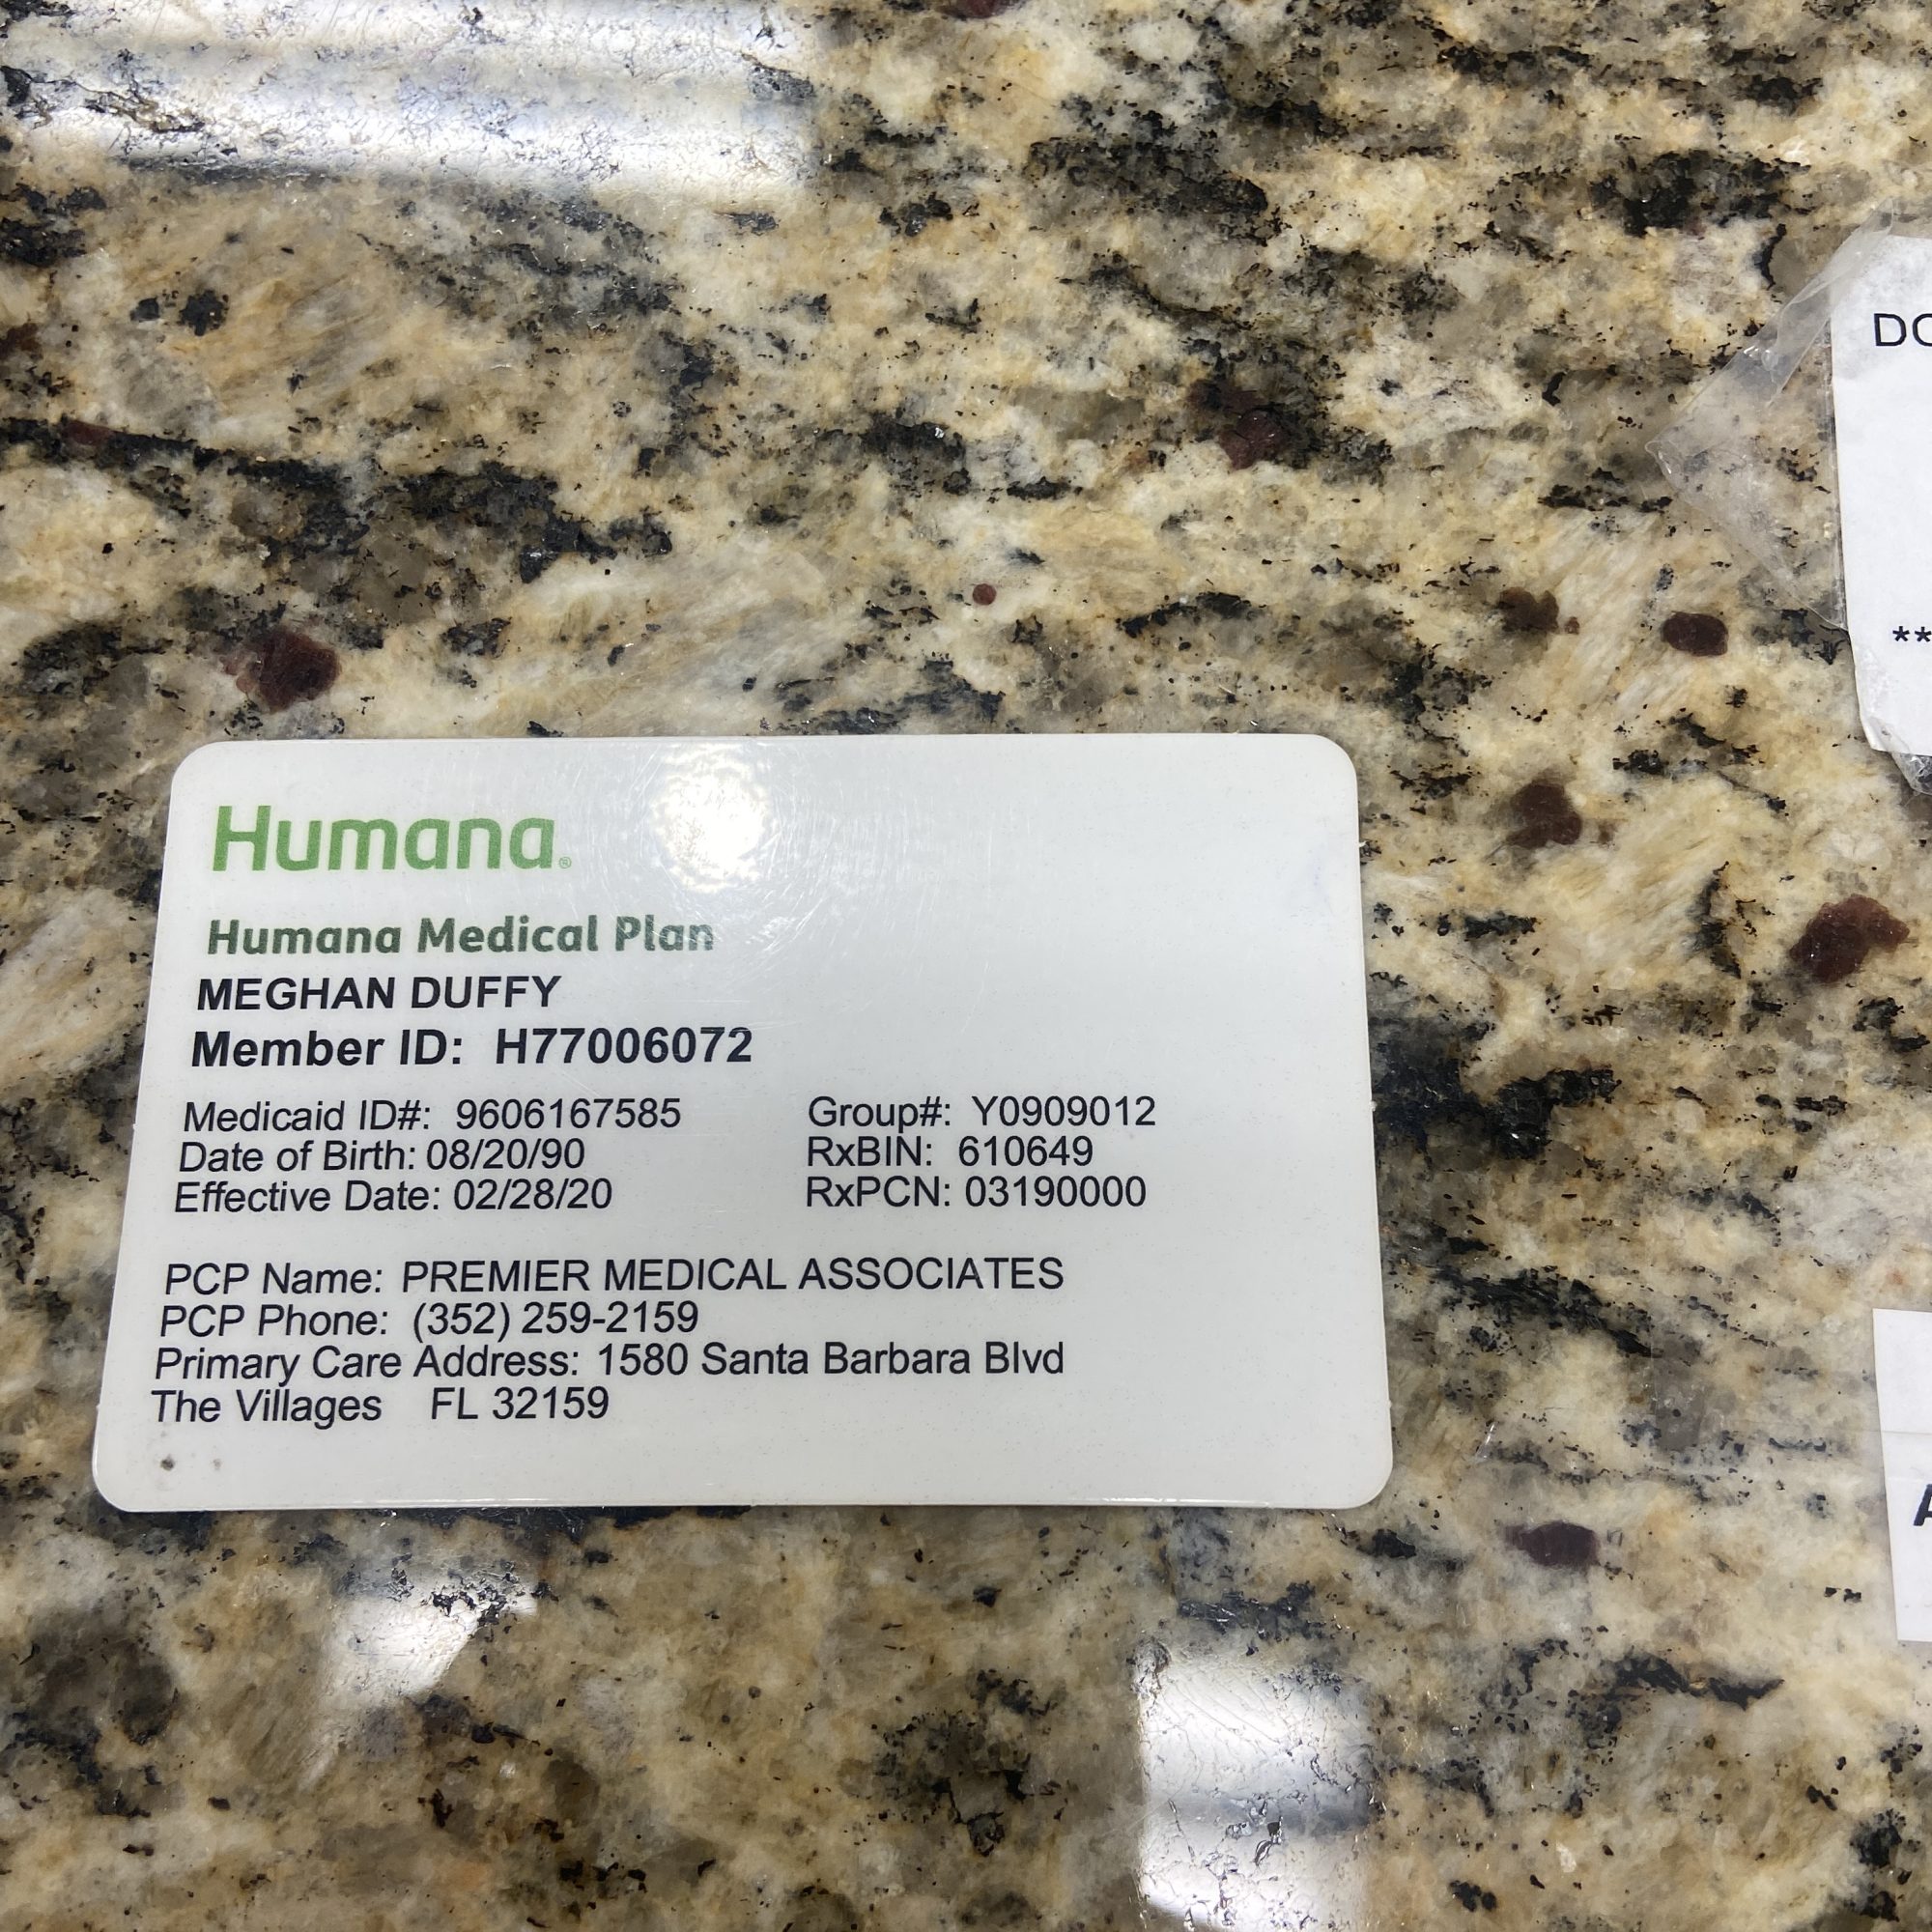 Humana®
Humana Medical Plan
MEGHAN DUFFY
Member ID: H77006072
Medicaid ID#: 9606167585 Group#: Y0909012
Date of Birth: 08/20/90 RxBIN: 610649
Effective Date: 02/28/20 RxPCN: 03190000
PCP Name: PREMIER MEDICAL ASSOCIATES
PCP Phone: (352) 259-2159
Primary Care Address: 1580 Santa Barbara Blvd
The Villages FL 32159
**